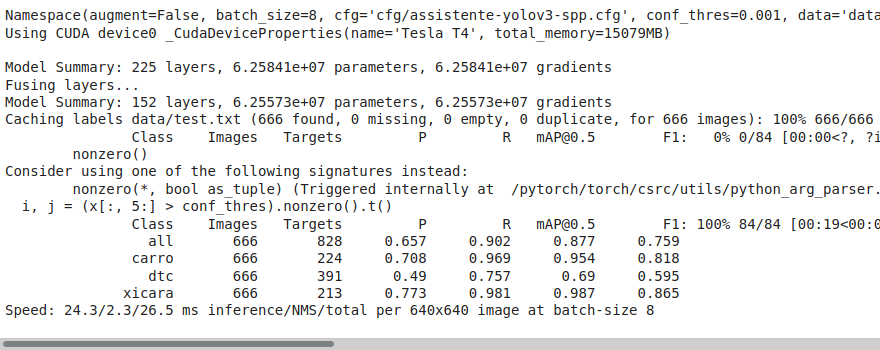 Namespace(augment=False, batch_size=8, cfg='cfg/assistente-yolov3-spp.cfg', conf_thres=0.001, data='data
Using CUDA device0 _CudaDeviceProperties(name='Tesla T4', total_memory=15079MB)
Model Summary: 225 layers, 6.25841e+07 parameters, 6.25841e+07 gradients
Fusing layers...
Model Summary: 152 layers, 6.25573e+07 parameters, 6.25573e+07 gradients
Caching labels data/test.txt (666 found, 0 missing, 0 empty, 0 duplicate, for 666 images): 100% 666/666
Class Images Targets P R mAP@0.5 F1: 0% 0/84 [00:00<?, ?i
nonzero()
Consider using one of the following signatures instead:
nonzero(*, bool as_tuple) (Triggered internally at /pytorch/torch/csrc/utils/python_arg_parser.
i, j = (x[:, 5:] > conf_thres).nonzero().t()
Class Images Targets P R mAP@0.5 F1: 100% 84/84 [00:19<00:0
all 666 828 0.657 0.902 0.877 0.759
carro 666 224 0.708 0.969 0.954 0.818
dtc 666 391 0.49 0.757 0.69 0.595
xicara 666 213 0.773 0.981 0.987 0.865
Speed: 24.3/2.3/26.5 ms inference/NMS/total per 640x640 image at batch-size 8